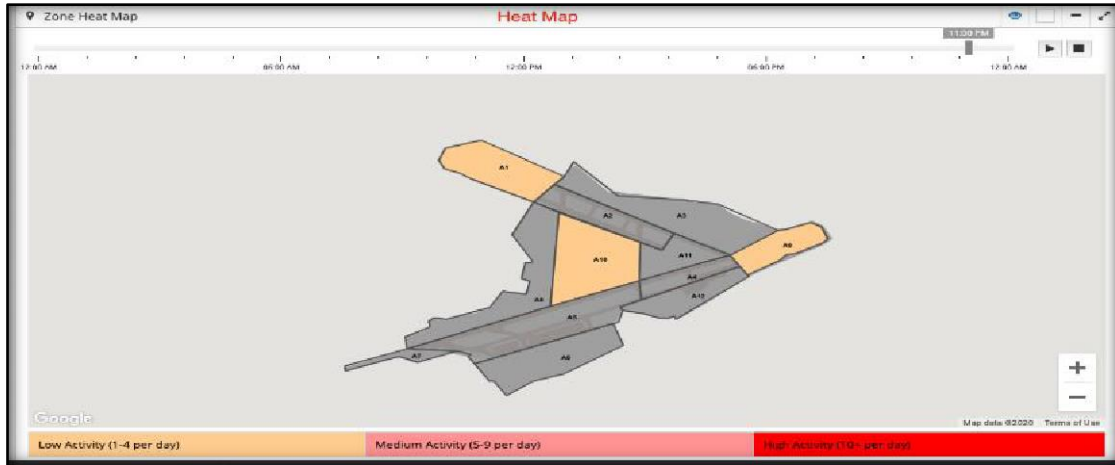 Zone Heat Map
Heat Map
11:00 PM
12:00 AM
06:00 AM
12:00 PM
06:00 PM
12:00 AM
A1
A2
A3
A10
A11
A4
A12
A5
A7
Google
Map data ©2020 Terms of Use
Low Activity (1-4 per day)
Medium Activity (5-9 per day)
High Activity (10+ per day)